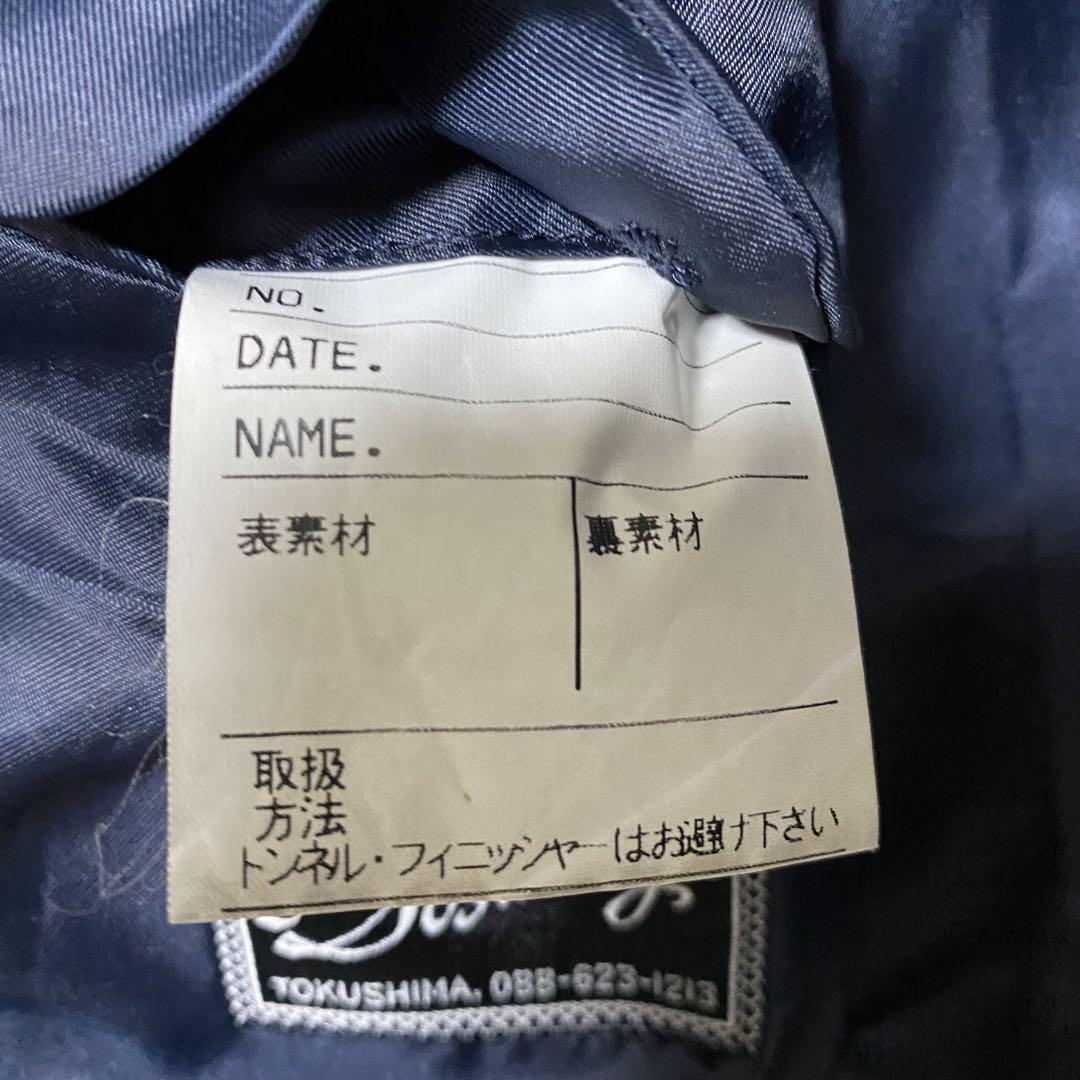 NO.
DATE.
NAME.
表素材 裏素材
取扱
方法
トンネル・フィニッシャーはお避け下さい
TOKUSHIMA. 088-623-1213